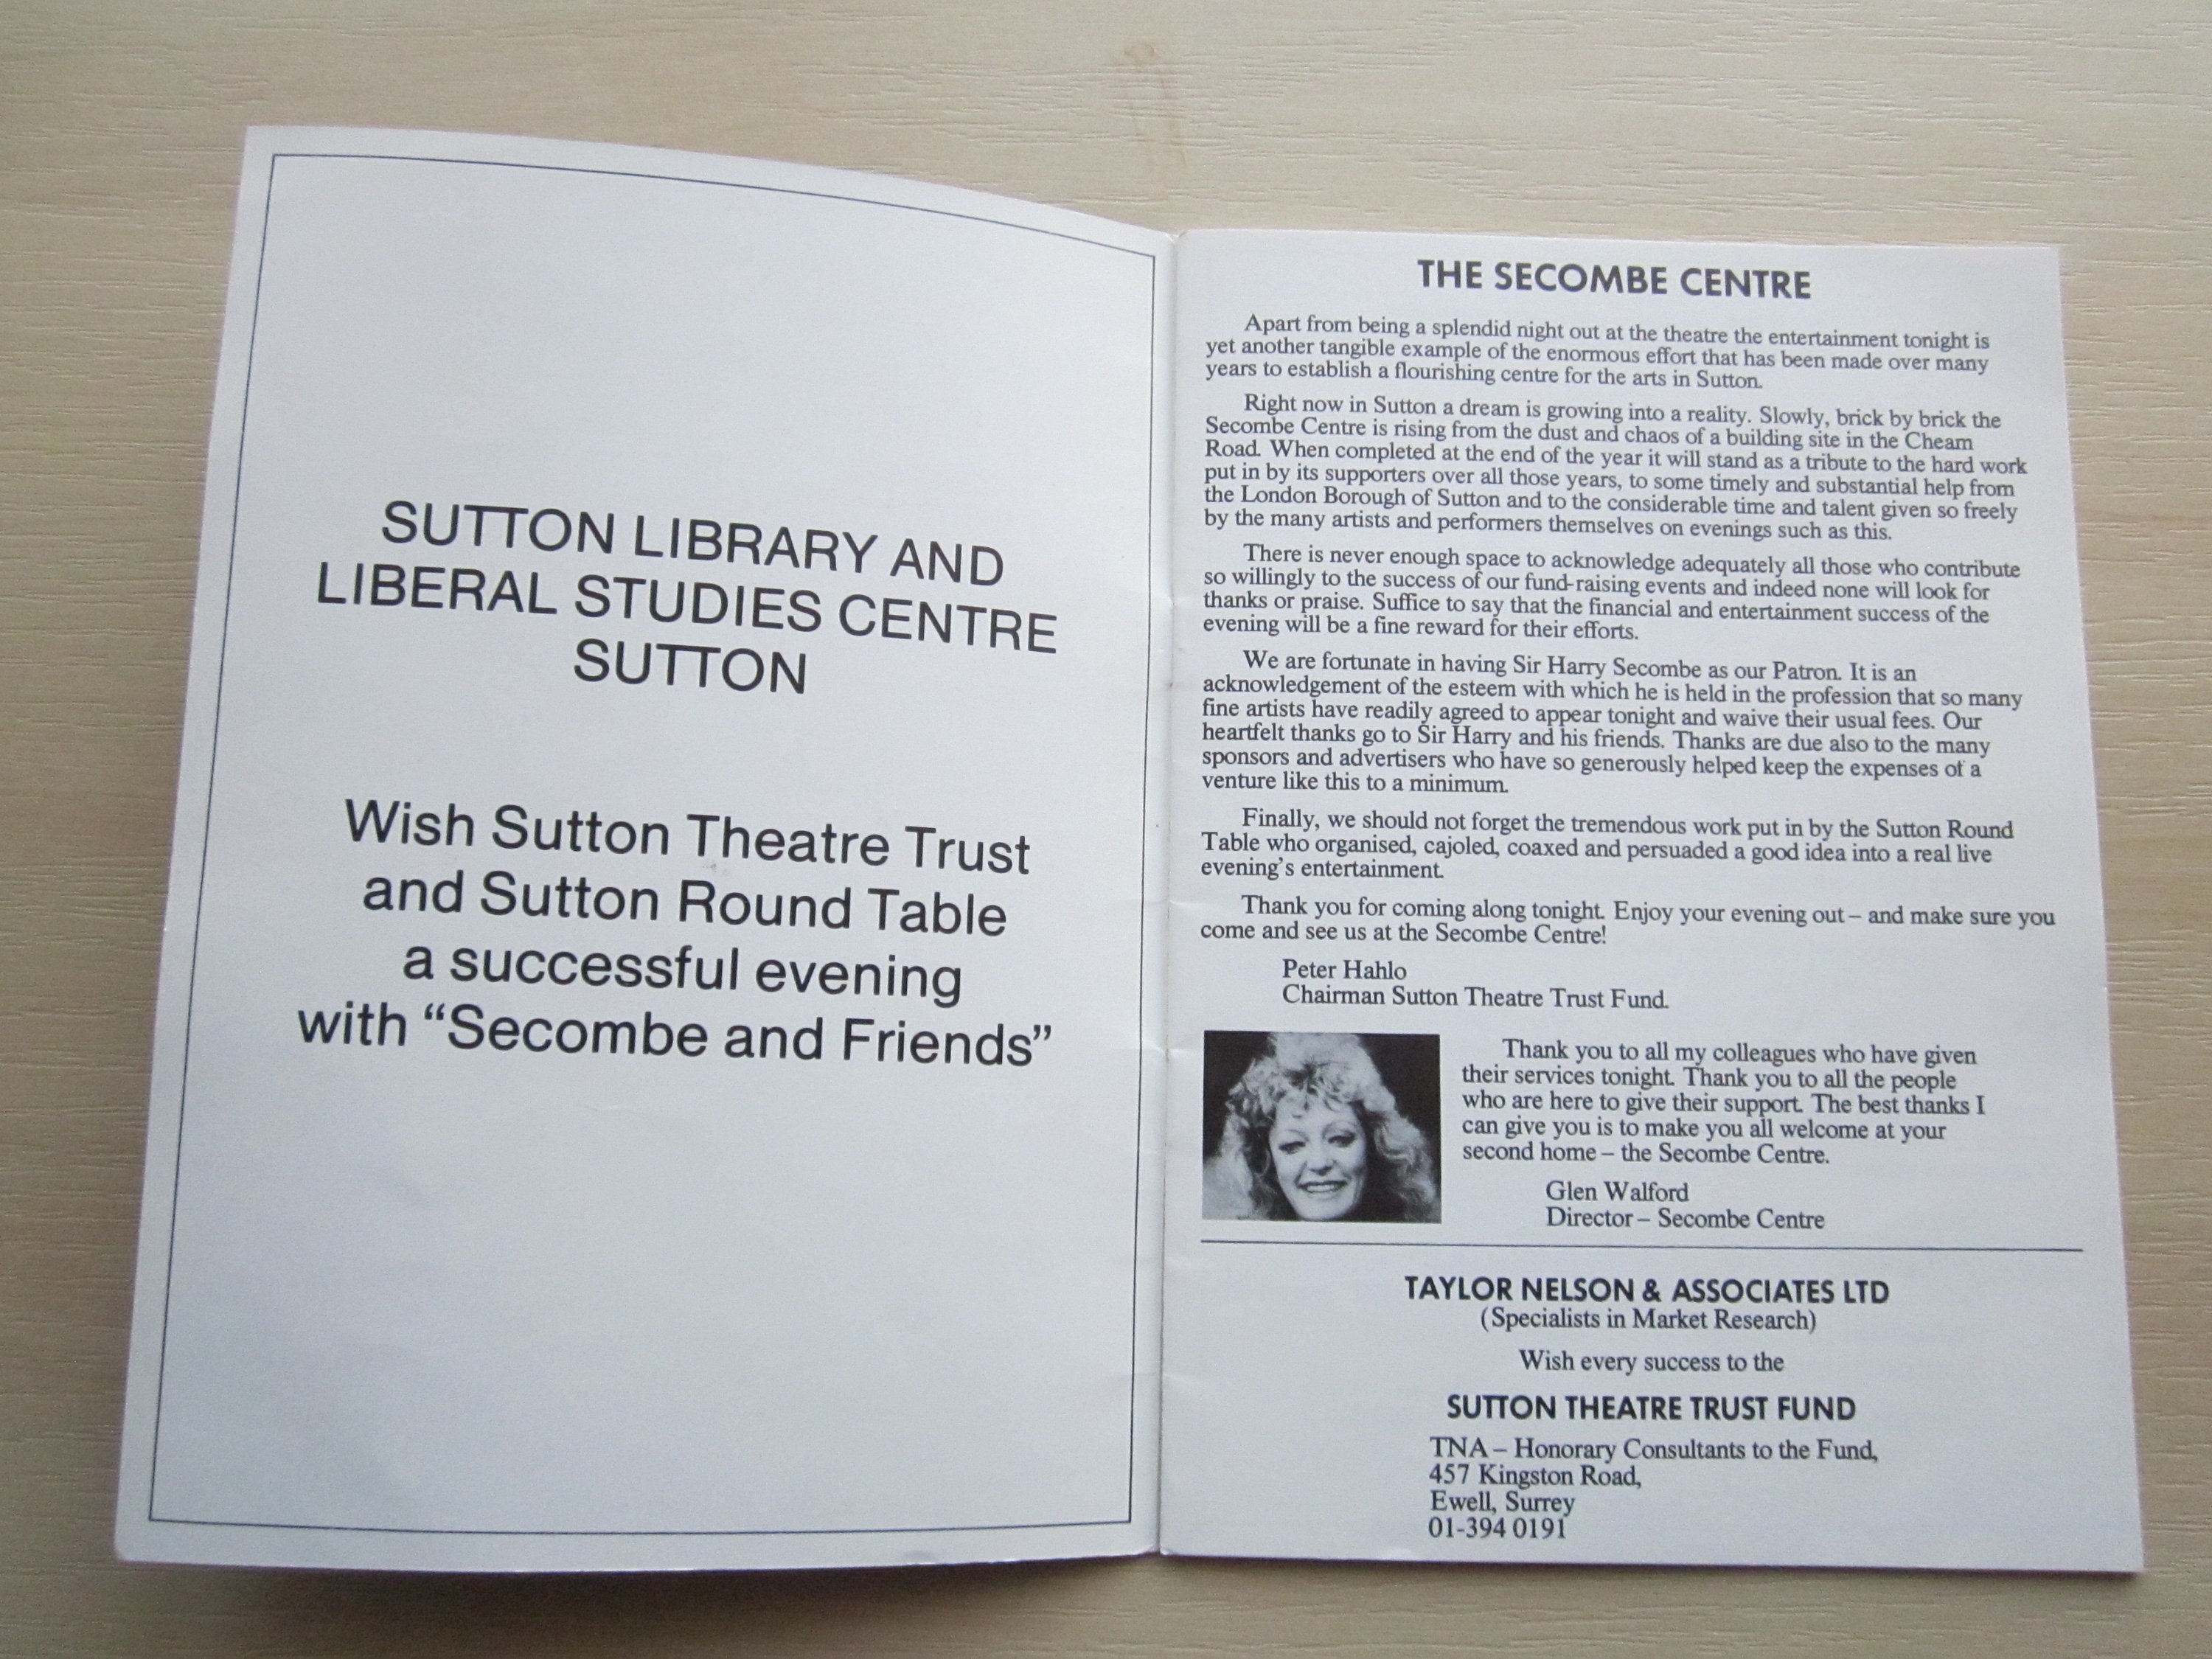 SUTTON LIBRARY AND
LIBERAL STUDIES CENTRE
SUTTON
Wish Sutton Theatre Trust
and Sutton Round Table
a successful evening
with “Secombe and Friends”
THE SECOMBE CENTRE
Apart from being a splendid night out at the theatre the entertainment tonight is
yet another tangible example of the enormous effort that has been made over many
years to establish a flourishing centre for the arts in Sutton.
Right now in Sutton a dream is growing into a reality. Slowly, brick by brick the
Secombe Centre is rising from the dust and chaos of a building site in the Cheam
Road. When completed at the end of the year it will stand as a tribute to the hard work
put in by its supporters over all those years, to some timely and substantial help from
the London Borough of Sutton and to the considerable time and talent given so freely
by the many artists and performers themselves on evenings such as this.
There is never enough space to acknowledge adequately all those who contribute
so willingly to the success of our fund-raising events and indeed none will look for
thanks or praise. Suffice to say that the financial and entertainment success of the
evening will be a fine reward for their efforts.
We are fortunate in having Sir Harry Secombe as our Patron. It is an
acknowledgement of the esteem with which he is held in the profession that so many
fine artists have readily agreed to appear tonight and waive their usual fees. Our
heartfelt thanks go to Sir Harry and his friends. Thanks are due also to the many
sponsors and advertisers who have so generously helped keep the expenses of a
venture like this to a minimum.
Finally, we should not forget the tremendous work put in by the Sutton Round
Table who organised, cajoled, coaxed and persuaded a good idea into a real live
evening’s entertainment.
Thank you for coming along tonight. Enjoy your evening out – and make sure you
come and see us at the Secombe Centre!
Peter Hahlo
Chairman Sutton Theatre Trust Fund.
Thank you to all my colleagues who have given
their services tonight. Thank you to all the people
who are here to give their support. The best thanks I
can give you is to make you all welcome at your
second home – the Secombe Centre.
Glen Walford
Director – Secombe Centre
TAYLOR NELSON & ASSOCIATES LTD
(Specialists in Market Research)
Wish every success to the
SUTTON THEATRE TRUST FUND
TNA – Honorary Consultants to the Fund,
457 Kingston Road,
Ewell, Surrey
01-394 0191